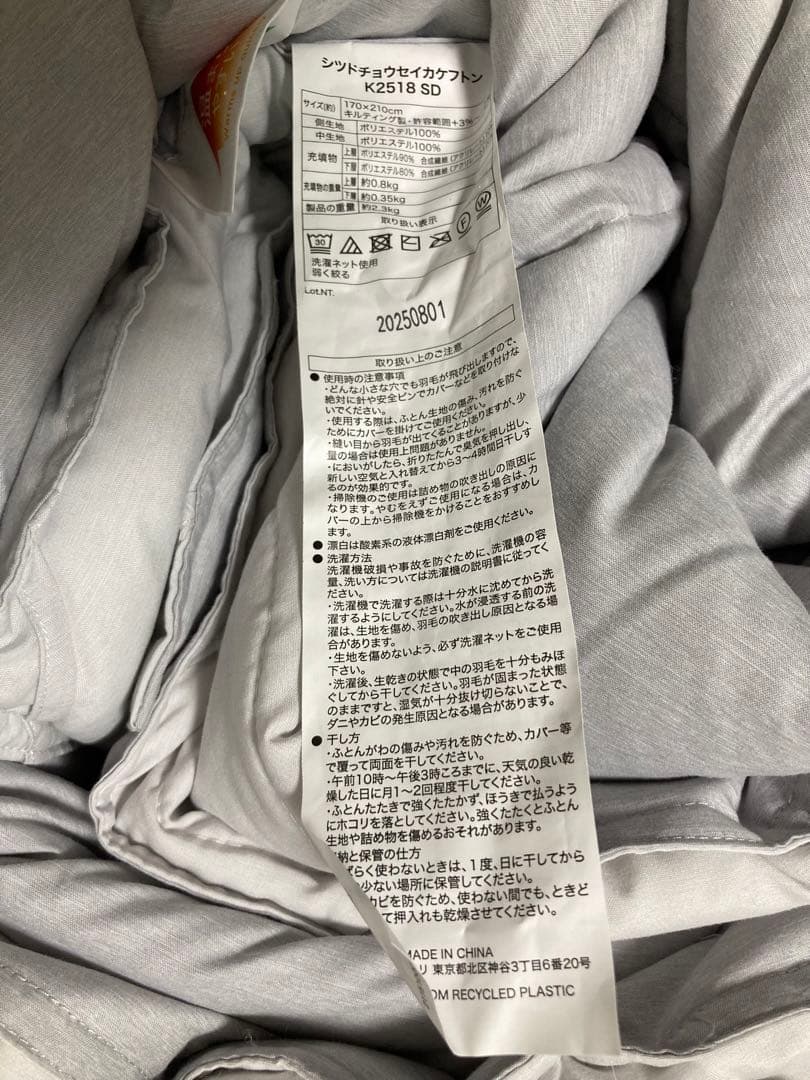 シツドチョウセイカケフトン
K2518 SD
サイズ(約) 170×210cm
キルティング製・許容範囲+3%
側生地 ポリエステル100%
中生地 ポリエステル100%
充填物 上層 ポリエステル90% 合成繊維(アクリレート
下層 ポリエステル80% 合成繊維(アクリレート
充填物の重量 上層 約0.8kg
下層 約0.35kg
製品の重量 約2.3kg
取り扱い表示
30 F W
洗濯ネット使用
弱く絞る
Lot.NT.
20250801
取り扱い上のご注意
● 使用時の注意事項
・どんな小さな穴でも羽毛が飛び出しますので、
絶対に針や安全ピンでカバーなどを取り付けな
いでください。
・使用する際は、ふとん生地の傷み、汚れを防ぐ
ためにカバーを掛けてご使用ください。
・縫い目から羽毛が出てくることがありますが、少
量の場合は使用上問題がありません。
・においがしたら、折りたたんで臭気を押し出し、
新しい空気と入れ替えてから3〜4時間日干しす
るのが効果的です。
・掃除機のご使用は詰め物の吹き出しの原因に
なります。やむをえずご使用になる場合は、カ
バーの上から掃除機をかけることをおすすめし
ます。
● 漂白は酸素系の液体漂白剤をご使用ください。
● 洗濯方法
洗濯機破損や事故を防ぐために、洗濯機の容
量、洗い方については洗濯機の説明書に従ってく
ださい。
・洗濯機で洗濯する際は十分水に沈めてから洗
濯するようにしてください。水が浸透する前の洗
濯は、生地を傷め、羽毛の吹き出し原因となる場
合があります。
・生地を傷めないよう、必ず洗濯ネットをご使用
下さい。
・洗濯後、生乾きの状態で中の羽毛を十分もみほ
ぐしてから干してください。羽毛が固まった状態
のままですと、湿気が十分抜け切らないことで、
ダニやカビの発生原因となる場合があります。
● 干し方
・ふとんがわの傷みや汚れを防ぐため、カバー等
で覆って両面を干してください。
・午前10時〜午後3時ころまでに、天気の良い乾
燥した日に月1〜2回程度干してください。
・ふとんたたきで強くたたかず、ほうきで払うよう
にホコリを落としてください。強くたたくとふとん
生地や詰め物を傷めるおそれがあります。
納と保管の仕方
ばらく使わないときは、1度、日に干してから
少ない場所に保管してください。
カビを防ぐため、使わない間でも、ときど
て押入れも乾燥させてください。
MADE IN CHINA
リ 東京都北区神谷3丁目6番20号
OM RECYCLED PLASTIC